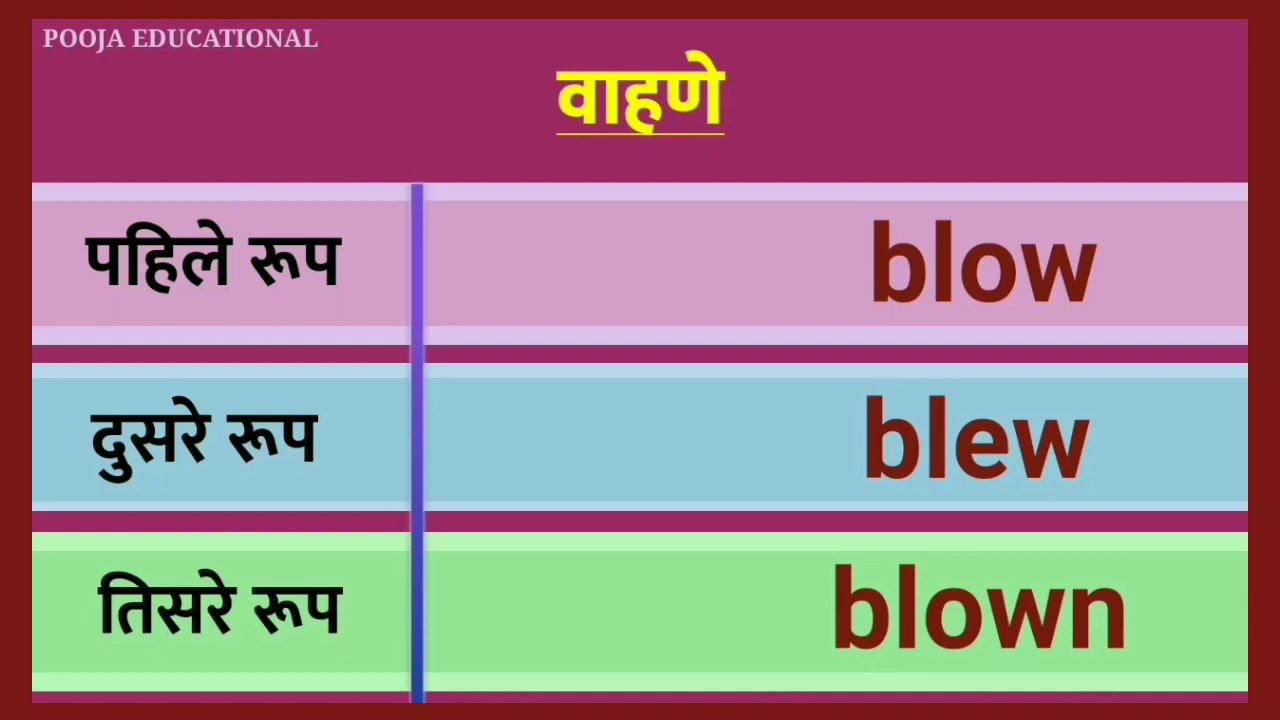 POOJA EDUCATIONAL
वाहणे
पहिले रूप blow
दुसरे रूप blew
तिसरे रूप blown